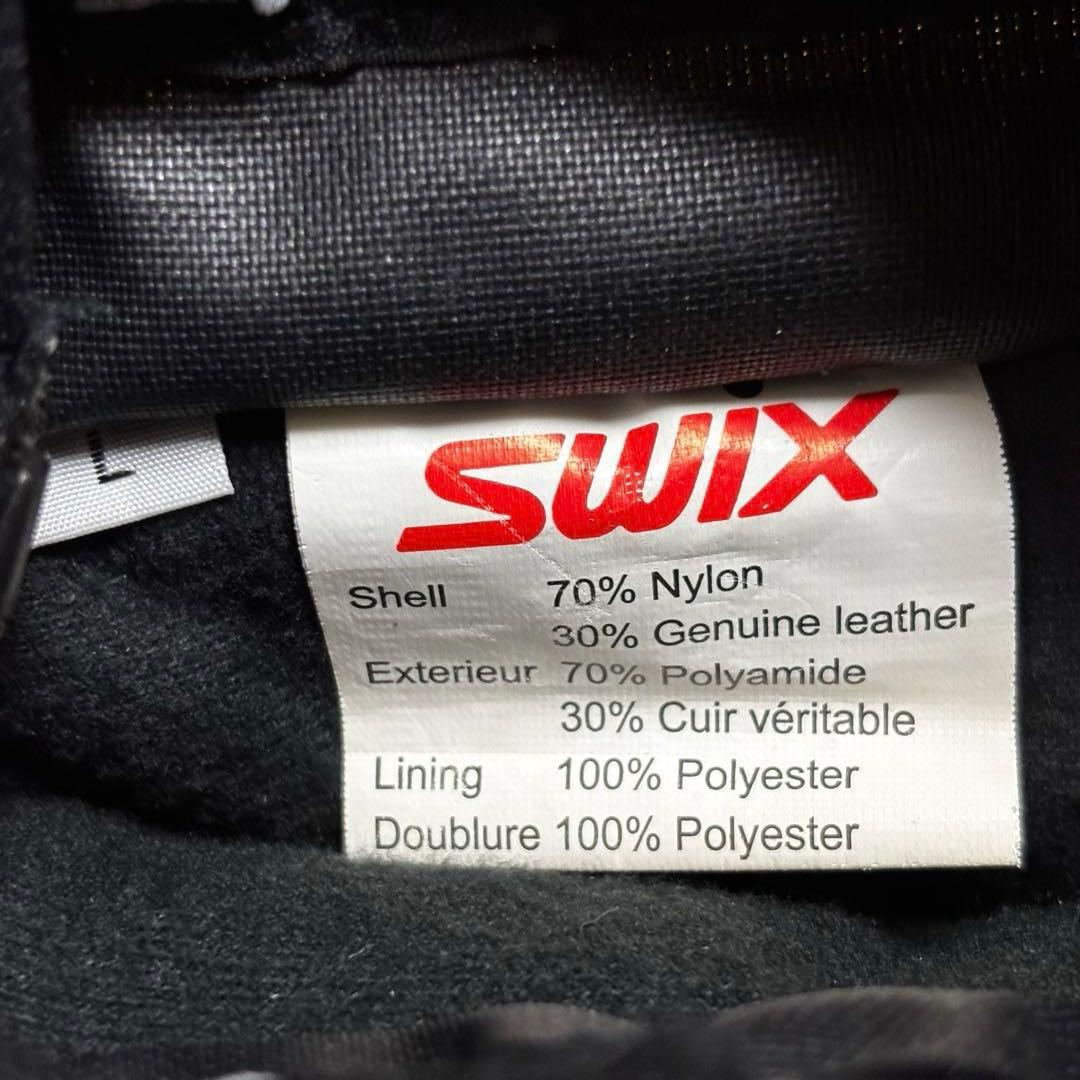 L
SWIX
Shell 70% Nylon
30% Genuine leather
Exterieur 70% Polyamide
30% Cuir véritable
Lining 100% Polyester
Doublure 100% Polyester